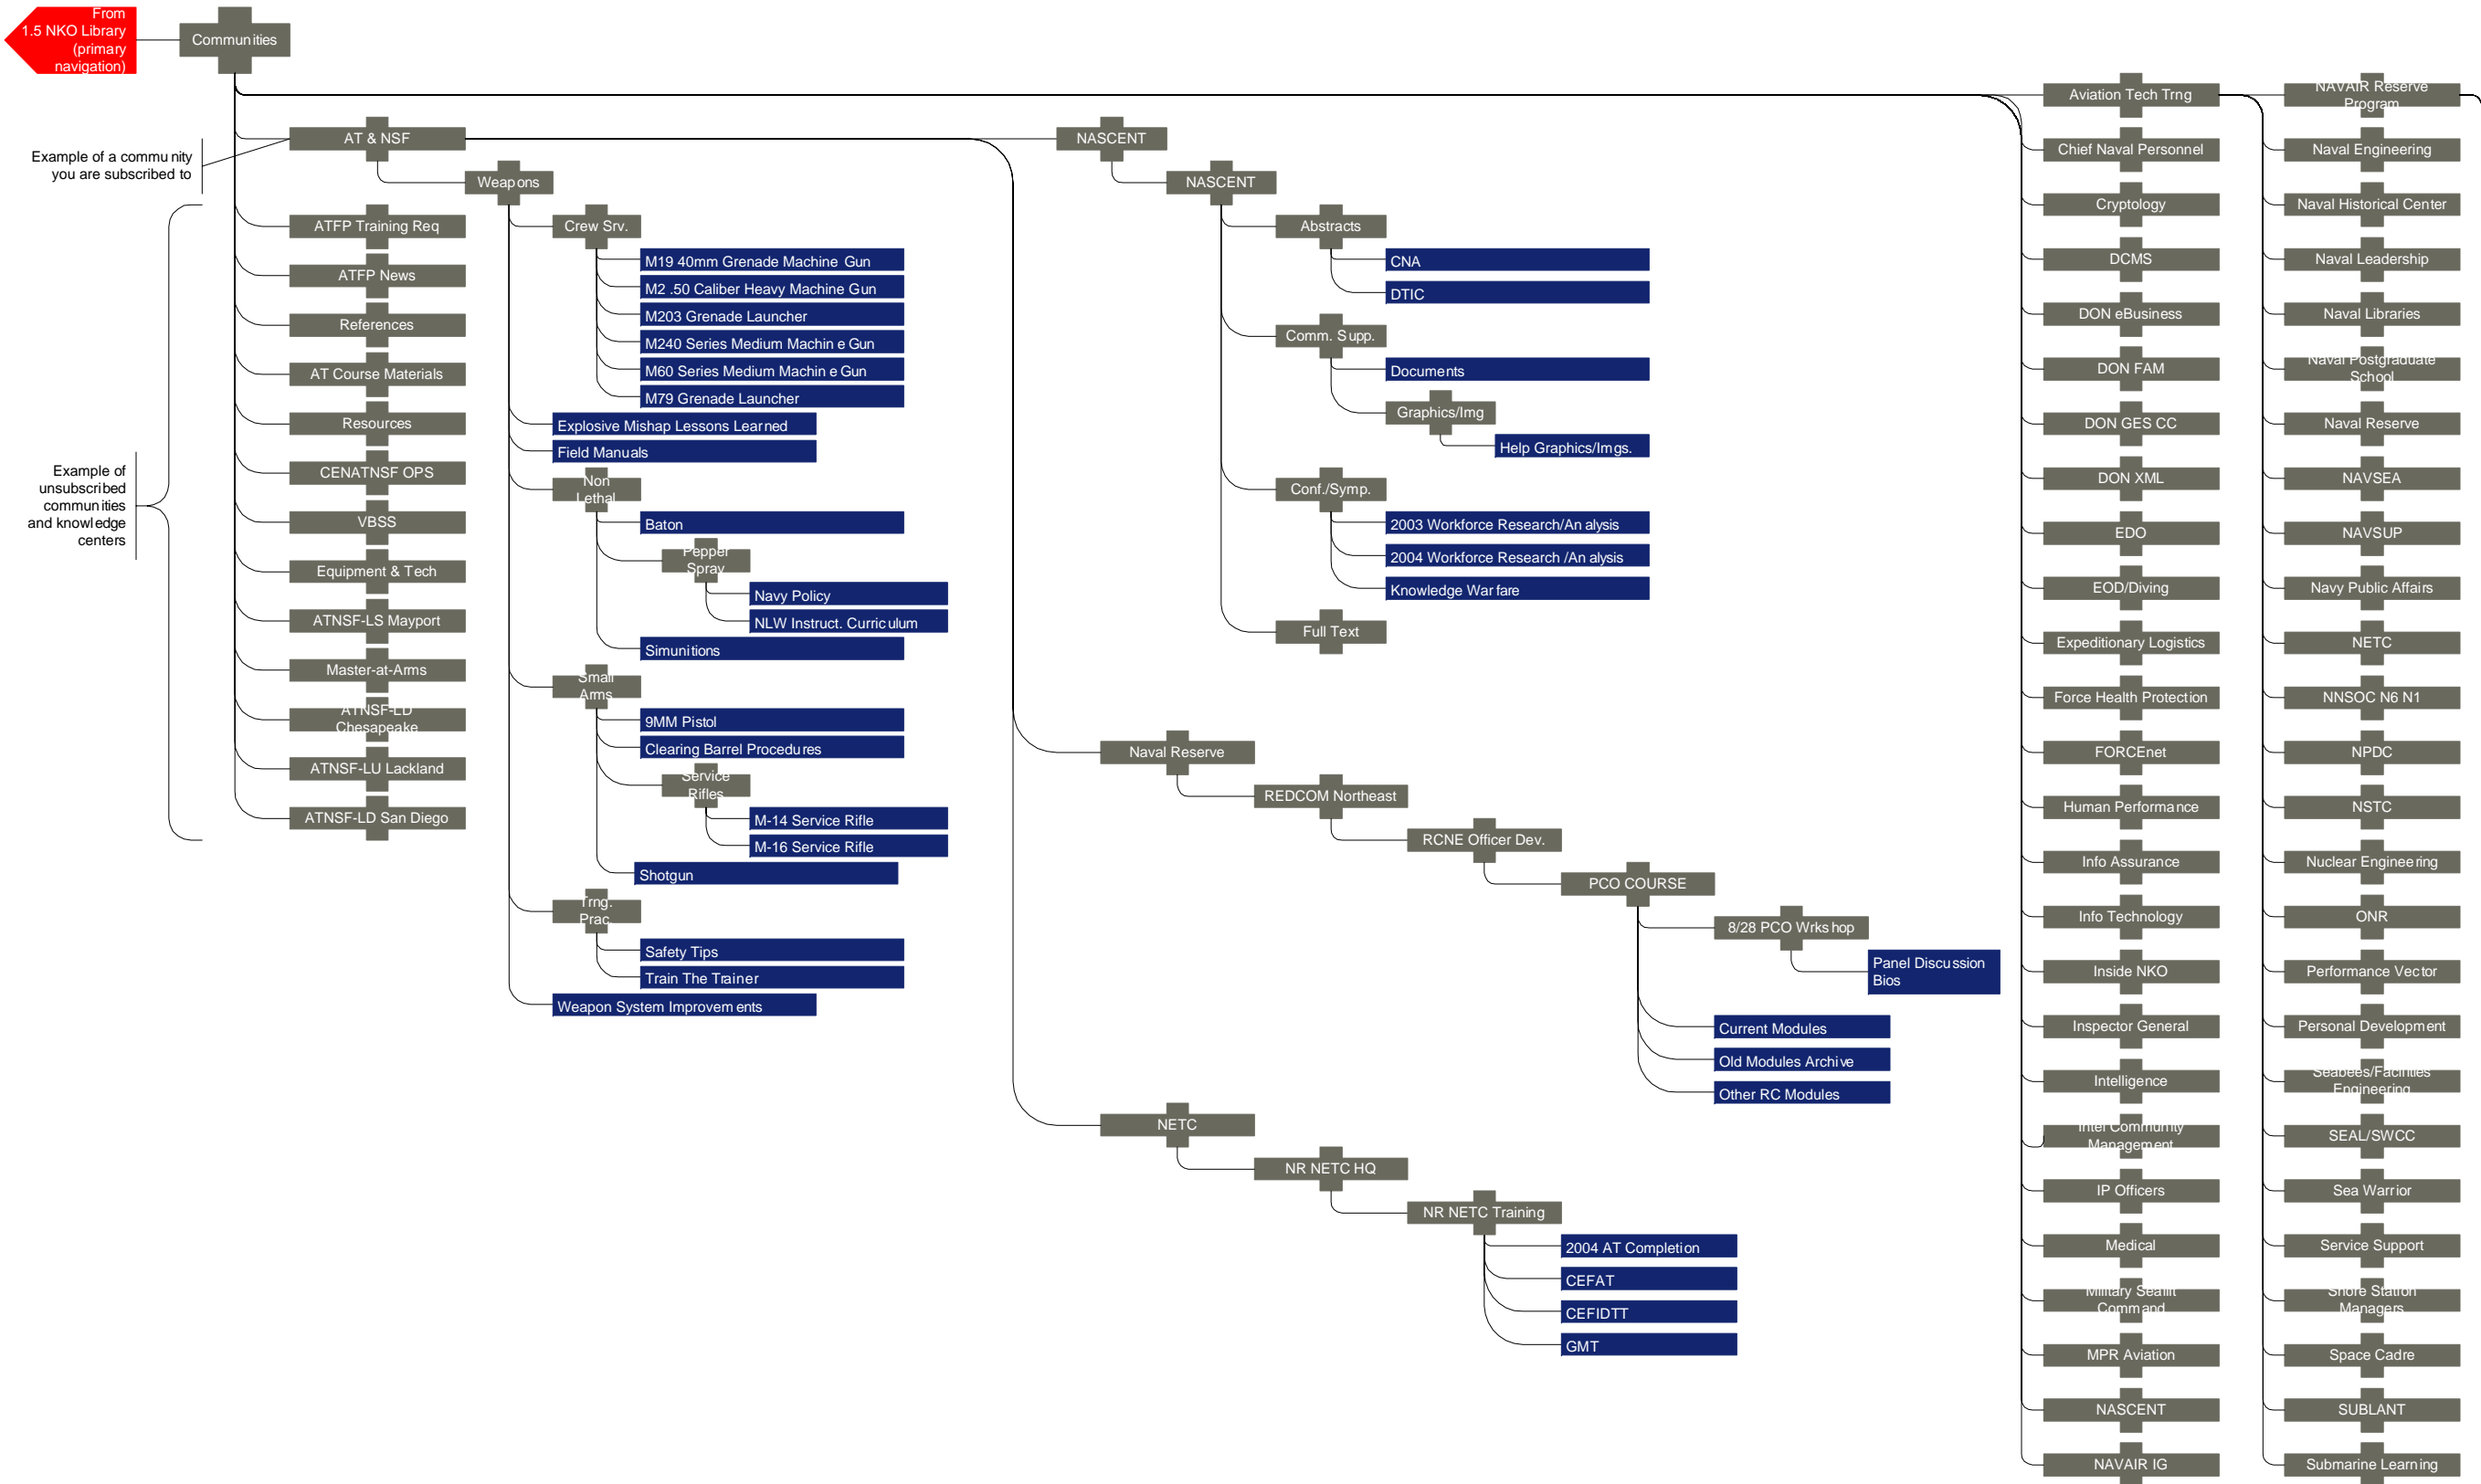 From
1.5 NKO Library
(primary
navigation)
Communities
AT & NSF
Example of a community
you are subscribed to
Example of
unsubscribed
communities
and knowledge
centers
ATFP Training Req
ATFP News
References
AT Course Materials
Resources
CENATNSF OPS
VBSS
Equipment & Tech
ATNSF-LS Mayport
Master-at-Arms
ATNSF-LD
Chesapeake
ATNSF-LU Lackland
ATNSF-LD San Diego
Weapons
Crew Srv.
M19 40mm Grenade Machine Gun
M2 .50 Caliber Heavy Machine Gun
M203 Grenade Launcher
M240 Series Medium Machine Gun
M60 Series Medium Machine Gun
M79 Grenade Launcher
Explosive Mishap Lessons Learned
Field Manuals
Non
Lethal
Baton
Pepper
Spray
Navy Policy
NLW Instruct. Curriculum
Simunitions
Small
Arms
9MM Pistol
Clearing Barrel Procedures
Service
Rifles
M-14 Service Rifle
M-16 Service Rifle
Shotgun
Trng.
Prac.
Safety Tips
Train The Trainer
Weapon System Improvements
NASCENT
NASCENT
Abstracts
CNA
DTIC
Comm. Supp.
Documents
Graphics/Img
Help Graphics/Imgs.
Conf./Symp.
2003 Workforce Research/Analysis
2004 Workforce Research /Analysis
Knowledge Warfare
Full Text
Naval Reserve
REDCOM Northeast
RCNE Officer Dev.
PCO COURSE
8/28 PCO Wrkshop
Panel Discussion
Bios
Current Modules
Old Modules Archive
Other RC Modules
NETC
NR NETC HQ
NR NETC Training
2004 AT Completion
CEFAT
CEFIDTT
GMT
Aviation Tech Trng
Chief Naval Personnel
Cryptology
DCMS
DON eBusiness
DON FAM
DON GES CC
DON XML
EDO
EOD/Diving
Expeditionary Logistics
Force Health Protection
FORCEnet
Human Performance
Info Assurance
Info Technology
Inside NKO
Inspector General
Intelligence
Intel Community
Management
IP Officers
Medical
Military Sealift
Command
MPR Aviation
NASCENT
NAVAIR IG
NAVAIR Reserve
Program
Naval Engineering
Naval Historical Center
Naval Leadership
Naval Libraries
Naval Postgraduate
School
Naval Reserve
NAVSEA
NAVSUP
Navy Public Affairs
NETC
NNSOC N6 N1
NPDC
NSTC
Nuclear Engineering
ONR
Performance Vector
Personal Development
Seabees/Facilities
Engineering
SEAL/SWCC
Sea Warrior
Service Support
Shore Station
Managers
Space Cadre
SUBLANT
Submarine Learning